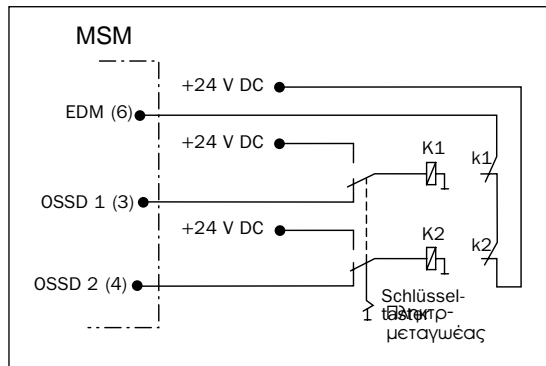 MSM
+24 V DC
EDM (6)
+24 V DC
K1
k1
OSSD 1 (3)
+24 V DC
K2
k2
OSSD 2 (4)
Schlüssel-
taster
μεταγωέας